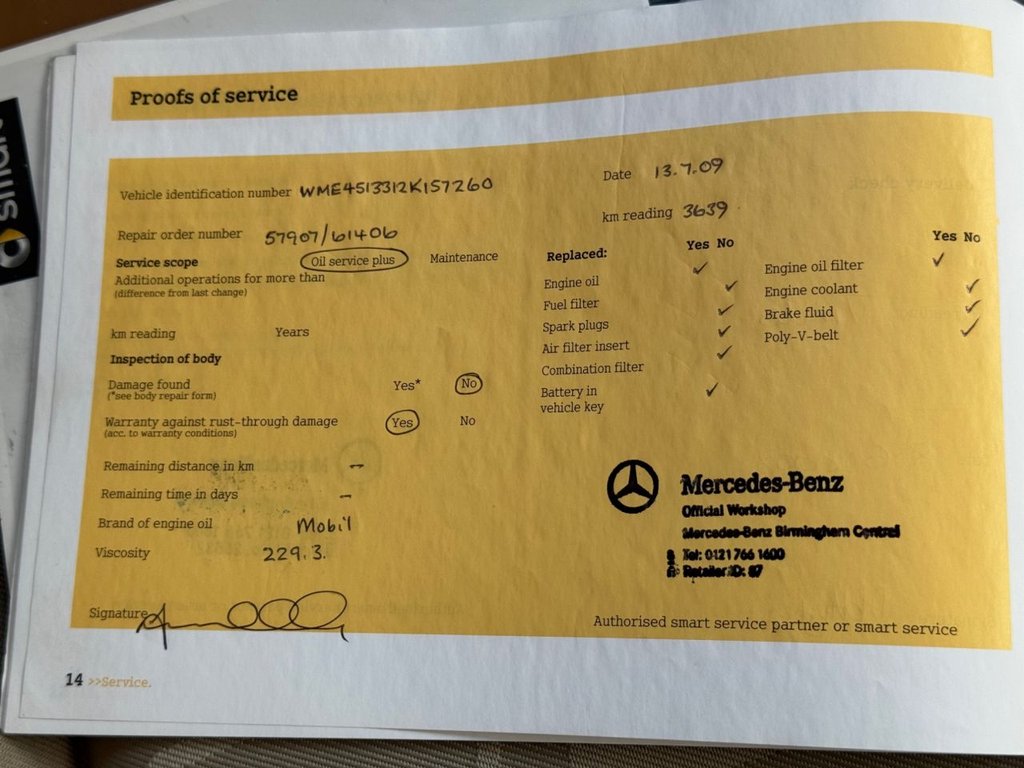 smart
Proofs of service
Vehicle identification number WME4513312K157260
Date 13.7.09
Repair order number 57907/61406
km reading 3639
Service scope Oil service plus Maintenance
Additional operations for more than
(difference from last change)
km reading Years
Inspection of body
Damage found Yes* No
(*see body repair form)
Warranty against rust-through damage Yes No
(acc. to warranty conditions)
Remaining distance in km –
Remaining time in days –
Brand of engine oil Mobil
Viscosity 229.3.
Signature
Replaced: Yes No
Engine oil ✓
Fuel filter ✓
Spark plugs ✓
Air filter insert ✓
Combination filter ✓
Battery in ✓
vehicle key
Yes No
Engine oil filter ✓
Engine coolant ✓
Brake fluid ✓
Poly-V-belt ✓
Mercedes-Benz
Official Workshop
Mercedes-Benz Birmingham Central
Tel: 0121 766 1400
Retailer ID: 87
Authorised smart service partner or smart service
14 >>Service.